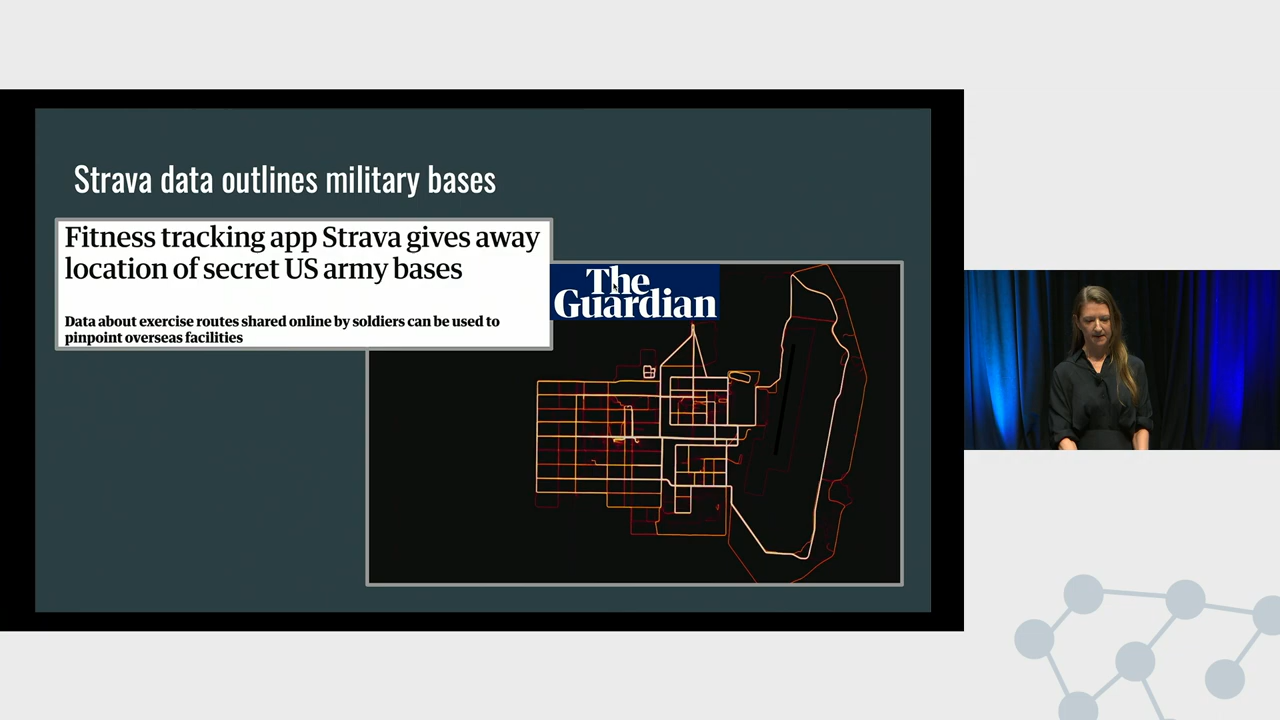 Strava data outlines military bases
Fitness tracking app Strava gives away
location of secret US army bases
Data about exercise routes shared online by soldiers can be used to
pinpoint overseas facilities
The
Guardian